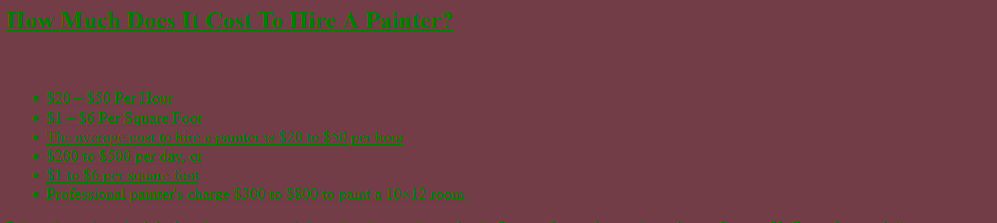 How Much Does It Cost To Hire A Painter?
$20 – $50 Per Hour
$1 – $6 Per Square Foot
The average cost to hire a painter is $20 to $50 per hour
$200 to $500 per day, or
$1 to $6 per square foot
Professional painter's charge $300 to $800 to paint a 10×12 room